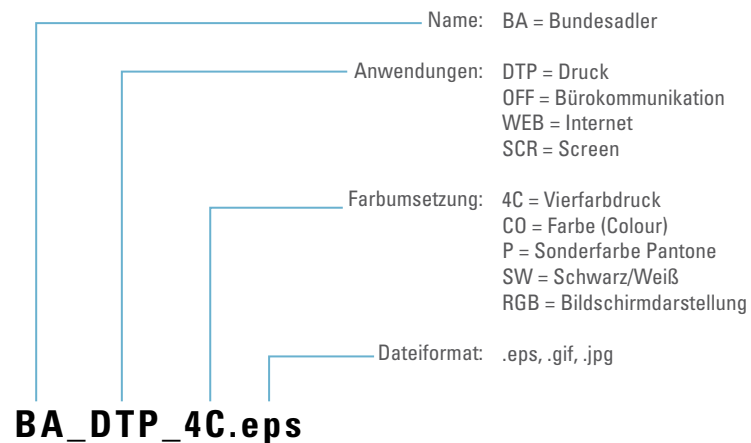 Name: BA = Bundesadler
Anwendungen: DTP = Druck
OFF = Bürokommunikation
WEB = Internet
SCR = Screen
Farbumsetzung: 4C = Vierfarbdruck
CO = Farbe (Colour)
P = Sonderfarbe Pantone
SW = Schwarz/Weiß
RGB = Bildschirmdarstellung
Dateiformat: .eps, .gif, .jpg
BA_DTP_4C.eps